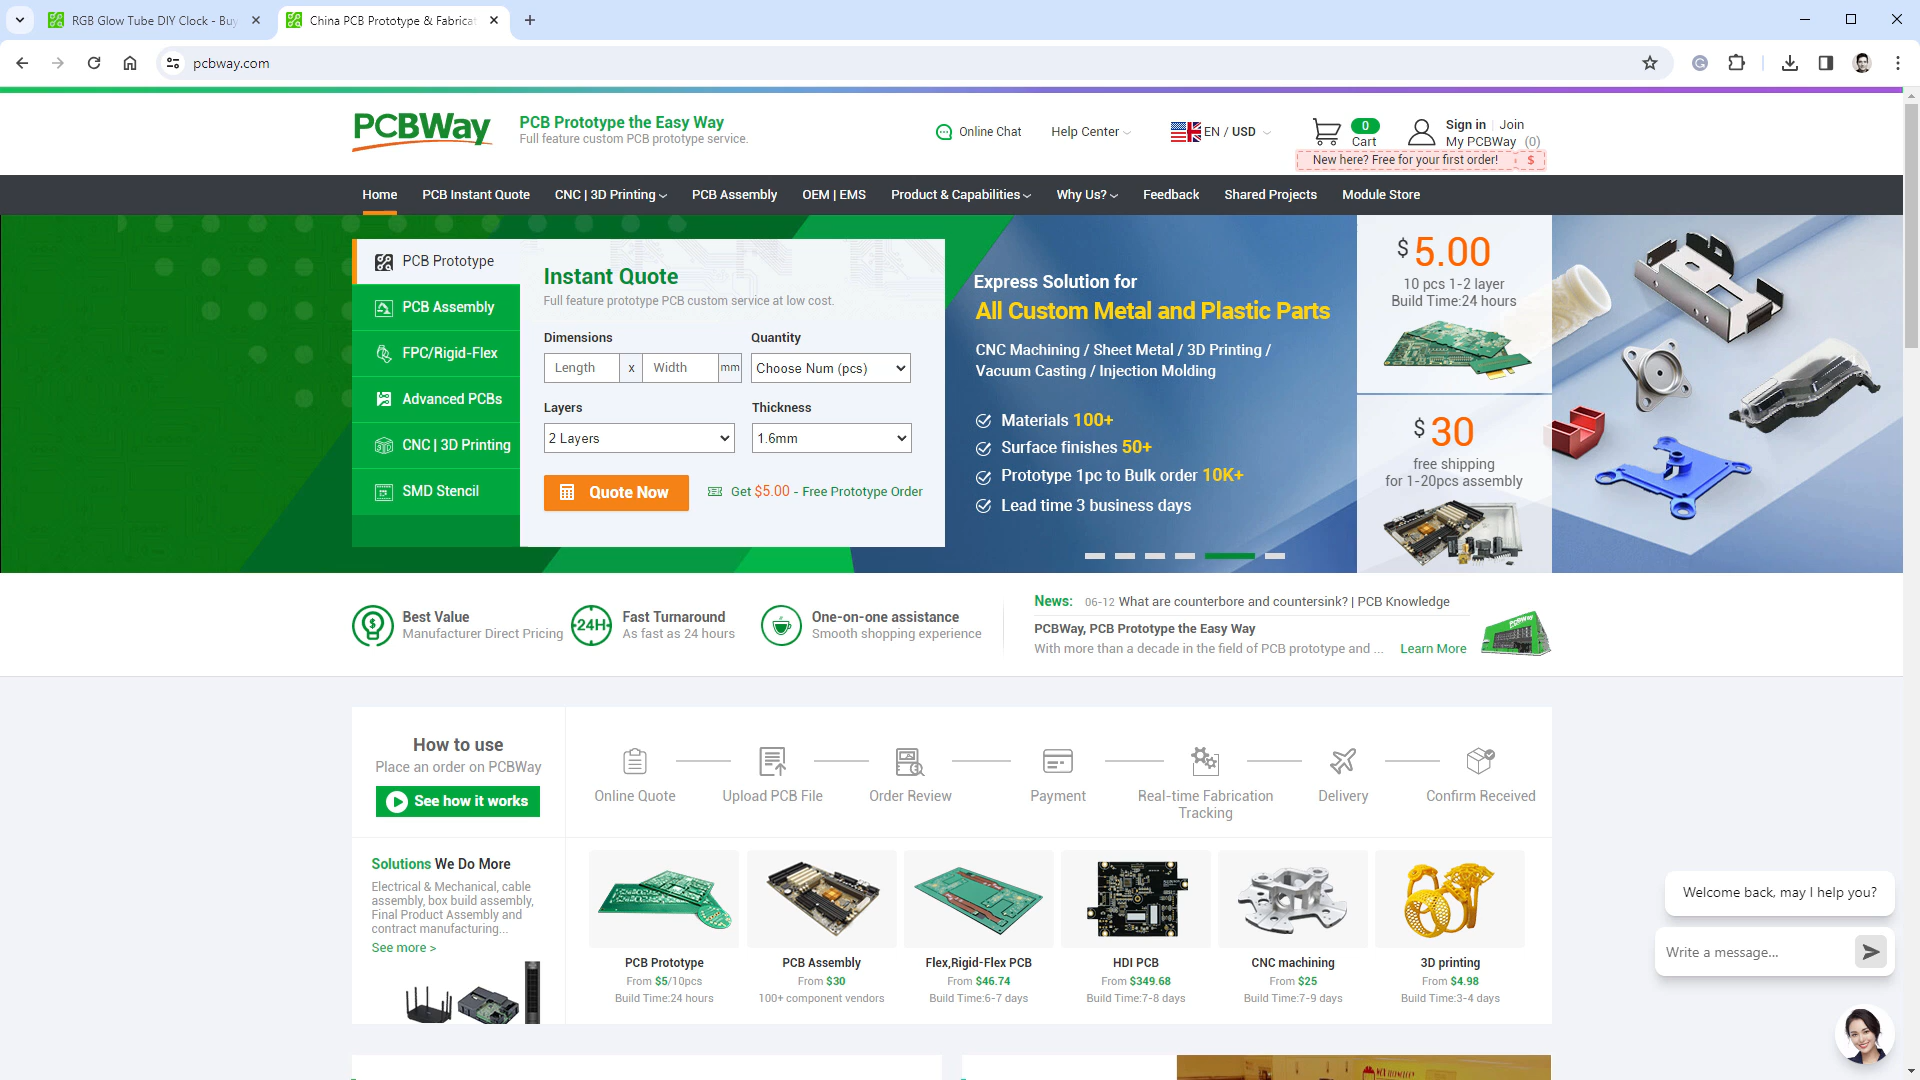 RGB Glow Tube DIY Clock - Buy
China PCB Prototype & Fabricat
pcbway.com
PCBWay
PCB Prototype the Easy Way
Full feature custom PCB prototype service.
Online Chat
Help Center
EN / USD
0
Cart
Sign in
Join
My PCBWay (0)
New here? Free for your first order!
$
Home
PCB Instant Quote
CNC | 3D Printing
PCB Assembly
OEM | EMS
Product & Capabilities
Why Us?
Feedback
Shared Projects
Module Store
PCB Prototype
PCB Assembly
FPC/Rigid-Flex
Advanced PCBs
CNC | 3D Printing
SMD Stencil
Instant Quote
Full feature prototype PCB custom service at low cost.
Dimensions
Quantity
Length
x
Width
mm
Choose Num (pcs)
Layers
Thickness
2 Layers
1.6mm
Quote Now
Get $5.00 - Free Prototype Order
Express Solution for
All Custom Metal and Plastic Parts
CNC Machining / Sheet Metal / 3D Printing /
Vacuum Casting / Injection Molding
Materials 100+
Surface finishes 50+
Prototype 1pc to Bulk order 10K+
Lead time 3 business days
$ 5.00
10 pcs 1-2 layer
Build Time:24 hours
$ 30
free shipping
for 1-20pcs assembly
Best Value
Manufacturer Direct Pricing
24H
Fast Turnaround
As fast as 24 hours
One-on-one assistance
Smooth shopping experience
News: 06-12 What are counterbore and countersink? | PCB Knowledge
PCBWay, PCB Prototype the Easy Way
With more than a decade in the field of PCB prototype and ...
Learn More
How to use
Place an order on PCBWay
See how it works
Online Quote
Upload PCB File
Order Review
Payment
Real-time Fabrication
Tracking
Delivery
Confirm Received
Solutions We Do More
Electrical & Mechanical, cable
assembly, box build assembly,
Final Product Assembly and
contract manufacturing...
See more >
PCB Prototype
From $5/10pcs
Build Time:24 hours
PCB Assembly
From $30
100+ component vendors
Flex,Rigid-Flex PCB
From $46.74
Build Time:6-7 days
HDI PCB
From $349.68
Build Time:7-8 days
CNC machining
From $25
Build Time:7-9 days
3D printing
From $4.98
Build Time:3-4 days
Welcome back, may I help you?
Write a message...